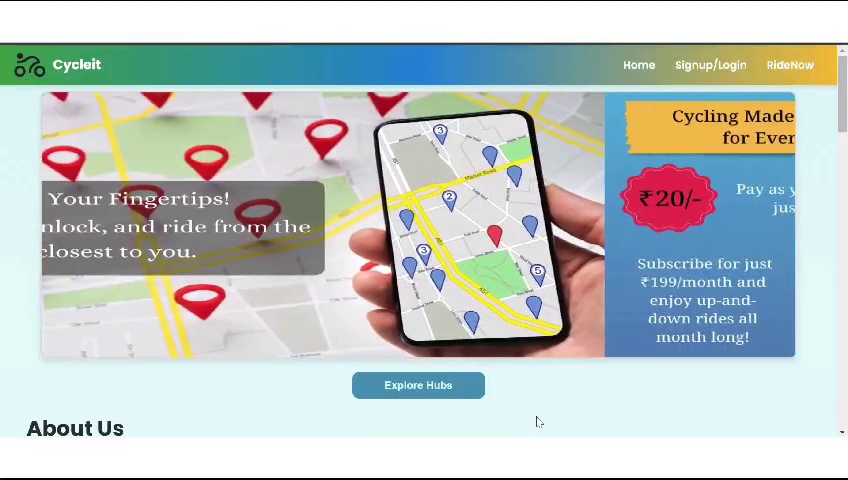 Cycleit
Home
Signup/Login
RideNow
Your Fingertips!
nlock, and ride from the
closest to you.
3
2
3
5
Cycling Made
for Ever
₹20/-
Pay as y
jus
Subscribe for just
₹199/month and
enjoy up-and-
down rides all
month long!
Explore Hubs
About Us